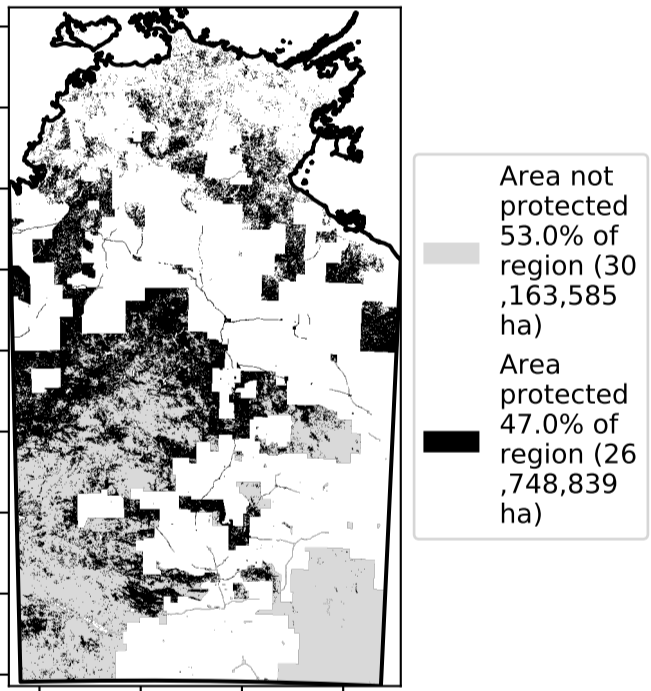 Area not
protected
53.0% of
region (30
,163,585
ha)
Area
protected
47.0% of
region (26
,748,839
ha)